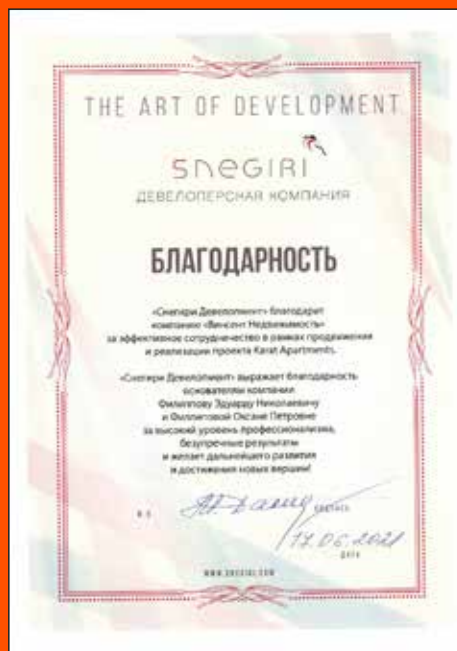 THE ART OF DEVELOPMENT
SneGIRI
ДЕВЕЛОПЕРСКАЯ КОМПАНИЯ
БЛАГОДАРНОСТЬ
«Снегири Девелопмент» благодарит
компанию «Винсент Недвижимость»
за эффективное сотрудничество в рамках продвижения
и реализации проекта Karat Apartments.
«Снегири Девелопмент» выражает благодарность
основателям компании
Филиппову Эдуарду Николаевичу
и Филипповой Оксане Петровне
за высокий уровень профессионализма,
безупречные результаты
и желает дальнейшего развития
и достижения новых вершин!
ПОДПИСЬ
17.06.2021
ДАТА
WWW.SNEGIRI.COM